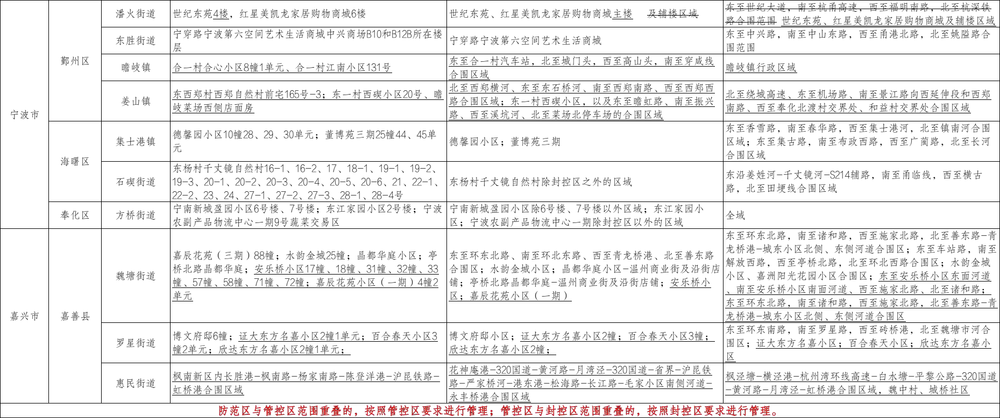 宁波市
鄞州区
潘火街道
世纪东苑4楼，红星美凯龙家居购物商城6楼
世纪东苑、红星美凯龙家居购物商城主楼 及辅楼区域
东至世纪大道，南至杭甬高速，西至福明南路，北至杭深铁
路合围范围 世纪东苑、红星美凯龙家居购物商城及辅楼区域
东胜街道
宁穿路宁波第六空间艺术生活商城中兴商场B10和B12B所在楼
层
宁穿路宁波第六空间艺术生活商城
东至中兴路，南至中山东路，西至甬港北路，北至姚隘路合
围范围
瞻岐镇
合一村合心小区8幢1单元、合一村江南小区131号
东至合一村汽车站，北至城门头，西至高山头，南至穿咸线
合围区域
瞻岐镇行政区域
姜山镇
东西郑村西郑自然村前宅165号-3；东一村西碶小区20号、瞻
岐菜场西侧店面房
北至西郑横河、东至东石桥河、南至西郑南路、西至西郑西
路合围区域；东一村西碶小区，以及东至瞻虹路、南至振兴
路、西至溪坑河、北至菜场北停车场的合围区域
北至绕城高速、东至机场路、南至景江路向西延伸段和西郑
南路、西至奉化北渡村交界处、和益村交界处合围区域
海曙区
集士港镇
德馨园小区10幢28、29、30单元；董博苑三期25幢44、45单
元
德馨园小区；董博苑三期
东至香雪路，南至春华路，西至集士港河，北至镇南河合围
区域；东至集古路，南至布政西路，西至广蔺路，北至长河
合围区域
石碶街道
东杨村千丈镜自然村16-1、16-2、17、18-1、19-1、19-2、
19-3、20-1、20-2、20-3、20-4、20-5、20-6、21、22-1、
22-2、23、24、27-1、27-2、27-3、28-1、28-4号
东杨村千丈镜自然村除封控区之外的区域
东沿姜姓河-千丈镜河-S214辅路，南至甬临线，西至横古
路，北至田埂线合围区域
奉化区
方桥街道
宁南新城盈园小区6号楼、7号楼；东江家园小区2号楼；宁波
农副产品物流中心一期9号蔬菜交易区
宁南新城盈园小区除6号楼、7号楼以外区域；东江家园小
区；宁波农副产品物流中心一期除封控区以外的区域
全域
嘉兴市
嘉善县
魏塘街道
嘉辰花苑（三期）88幢；水韵金城25幢；晶都华庭小区；亭
桥北路晶都华庭；安乐桥小区17幢、18幢、31幢、32幢、33
幢、57幢、58幢、71幢、72幢；嘉辰花苑小区（一期）4幢2
单元
东至环东北路、南至环北东路、西至青龙桥港、北至善东路
合围区；水韵金城小区；晶都华庭小区-温州商业街及沿街店
铺；亭桥北路晶都华庭-温州商业街及沿街店铺；安乐桥小
区；嘉辰花苑小区（一期）
东至环东北路，南至诸和路，西至施家北路，北至善东路-青
龙桥港-城东小区北侧、东侧河道合围区；东至车站路，南至
解放西路，西至亭桥北路，北至环北西路合围区；水韵金城
小区、嘉洲阳光花园小区合围区；东至安乐桥小区东面河道
、南至安乐桥小区南面河道、西至施家北路、北至诸和路；
东至环东北路，南至诸和路，西至施家北路，北至善东路-青
龙桥港-城东小区北侧、东侧河道合围区
罗星街道
博文府邸6幢；证大东方名嘉小区2幢1单元；百合春天小区3
幢2单元；欣达东方名嘉小区2幢1单元；
博文府邸小区；证大东方名嘉小区2幢；百合春天小区3幢；
欣达东方名嘉小区2幢；
东至环东南路，南至罗星路，西至砖桥港，北至魏塘市河合
围区；证大东方名嘉小区；百合春天小区；欣达东方名嘉小
区
惠民街道
枫南新区内长胜港-枫南路-杨家南路-陈登洋港-沪昆铁路-
虹桥港合围区域
花神庵港-320国道-黄河路-月湾泾-320国道-省界-沪昆铁
路-严家桥河-港东港-松海路-长江路-毛家小区南侧河道-
永丰桥港合围区域
枫泾塘-横泾港-杭州湾环线高速-白水塘-平黎公路-320国道
-黄河路-月湾泾-虹桥港合围区域，魏中村、城桥社区
防范区与管控区范围重叠的，按照管控区要求进行管理；管控区与封控区范围重叠的，按照封控区要求进行管理。